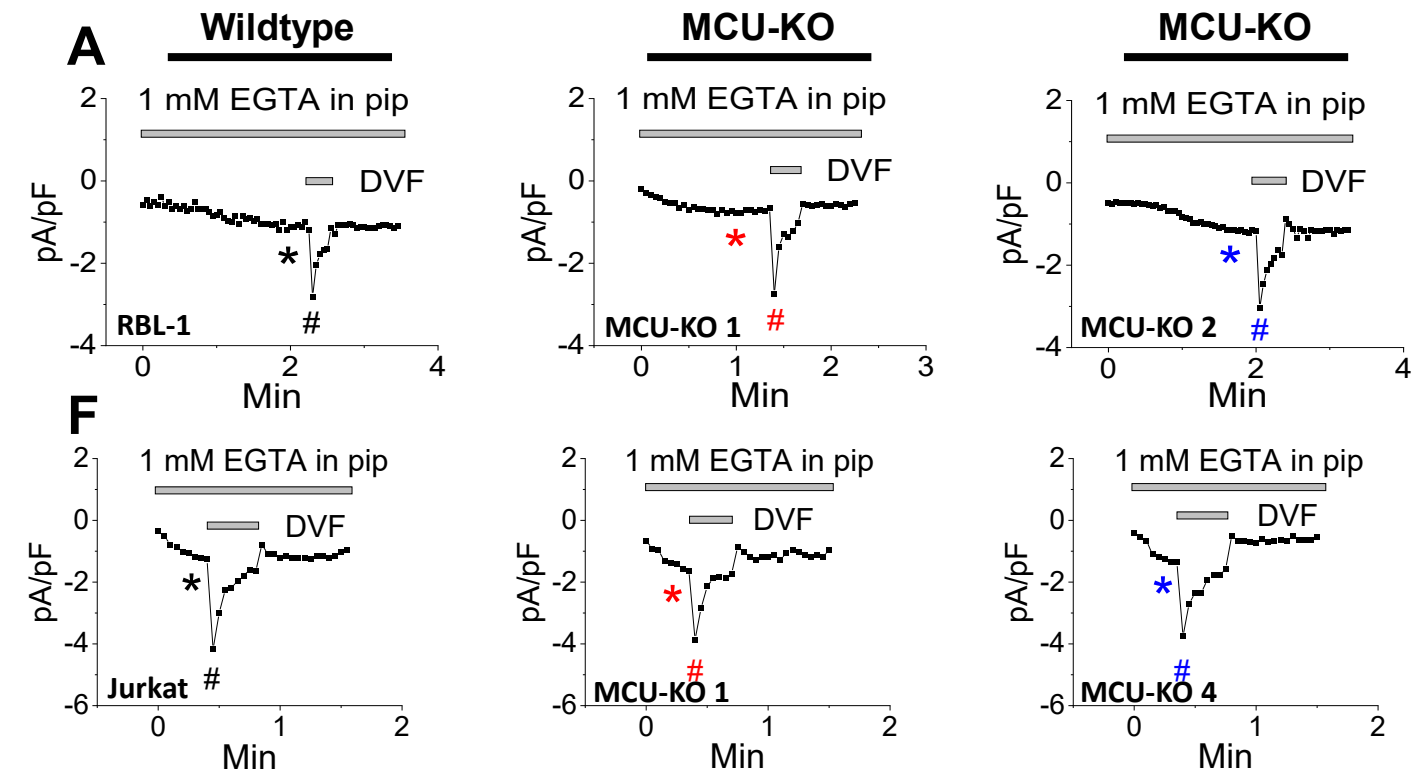 A
Wildtype
MCU-KO
MCU-KO
1 mM EGTA in pip
DVF
2
0
-2
-4
pA/pF
*
#
RBL-1
0
2
4
Min
1 mM EGTA in pip
DVF
2
0
-2
-4
pA/pF
*
#
MCU-KO 1
0
1
2
3
Min
1 mM EGTA in pip
DVF
2
0
-2
-4
pA/pF
*
#
MCU-KO 2
0
2
4
Min
F
1 mM EGTA in pip
DVF
2
0
-2
-4
-6
pA/pF
*
#
Jurkat
0
1
2
Min
1 mM EGTA in pip
DVF
2
0
-2
-4
-6
pA/pF
*
#
MCU-KO 1
0
1
2
Min
1 mM EGTA in pip
DVF
2
0
-2
-4
-6
pA/pF
*
#
MCU-KO 4
0
1
2
Min